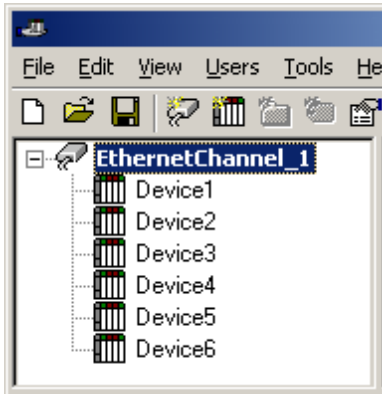 File Edit View Users Tools He
EthernetChannel_1
Device1
Device2
Device3
Device4
Device5
Device6